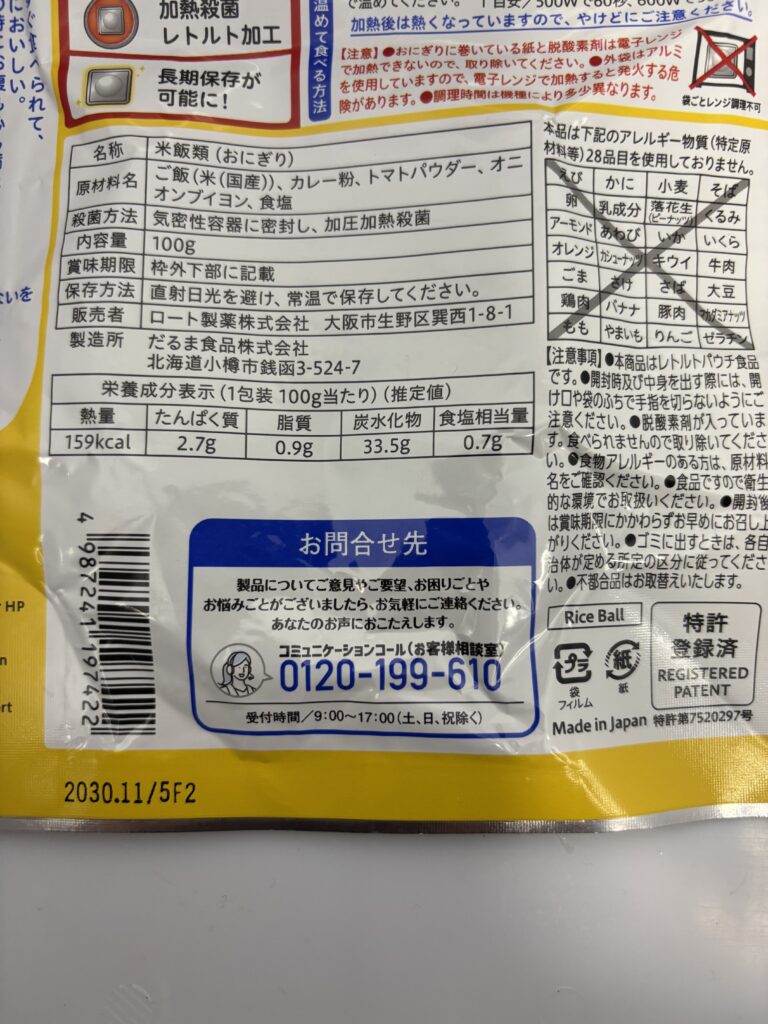 加熱殺菌
レトルト加工
長期保存が
可能に!
温めて食べる方法
加熱後は熱くなっていますので、やけどにご注意ください。
【注意】●おにぎりに巻いている紙と脱酸素剤は電子レンジ
で加熱できないので、取り除いてください。●外袋はアルミ
を使用していますので、電子レンジで加熱すると発火する危
険があります。●調理時間は機種により多少異なります。
袋ごとレンジ調理不可
名称 米飯類(おにぎり)
原材料名 ご飯(米(国産))、カレー粉、トマトパウダー、オニ
オンブイヨン、食塩
殺菌方法 気密性容器に密封し、加圧加熱殺菌
内容量 100g
賞味期限 枠外下部に記載
保存方法 直射日光を避け、常温で保存してください。
販売者 ロート製薬株式会社 大阪市生野区巽西1-8-1
製造所 だるま食品株式会社
北海道小樽市銭函3-524-7
栄養成分表示(1包装 100g当たり)(推定値)
熱量 たんぱく質 脂質 炭水化物 食塩相当量
159kcal 2.7g 0.9g 33.5g 0.7g
本品は下記のアレルギー物質(特定原
材料等)28品目を使用しておりません。
えび かに 小麦 そば
卵 乳成分 落花生(ピーナッツ) くるみ
アーモンド あわび いか いくら
オレンジ カシューナッツ キウイ 牛肉
ごま さけ さば 大豆
鶏肉 バナナ 豚肉 マカダミアナッツ
もも やまいも りんご ゼラチン
【注意事項】●本商品はレトルトパウチ食品
です。●開封時及び中身を出す際には、開
け口や袋のふちで手指を切らないようにご
注意ください。●脱酸素剤が入っていま
す。食べられませんので取り除いてくださ
い。●食物アレルギーのある方は、原材料
名をご確認ください。●食品ですので衛生
的な環境でお取扱いください。●開封後
は賞味期限にかかわらずお早めにお召し上
がりください。●ゴミに出すときは、各自
治体が定める所定の区分に従ってくださ
い。●不都合品はお取替えいたします。
4 987241 197422
お問合せ先
製品についてご意見やご要望、お困りごとや
お悩みごとがございましたら、お気軽にご連絡ください。
あなたのお声におこたえします。
コミュニケーションコール(お客様相談室)
0120-199-610
受付時間/9:00~17:00(土、日、祝除く)
Rice Ball
プラ
袋
フィルム
紙
紙
特許
登録済
REGISTERED
PATENT
Made in Japan 特許第7520297号
HP
2030.11/5F2